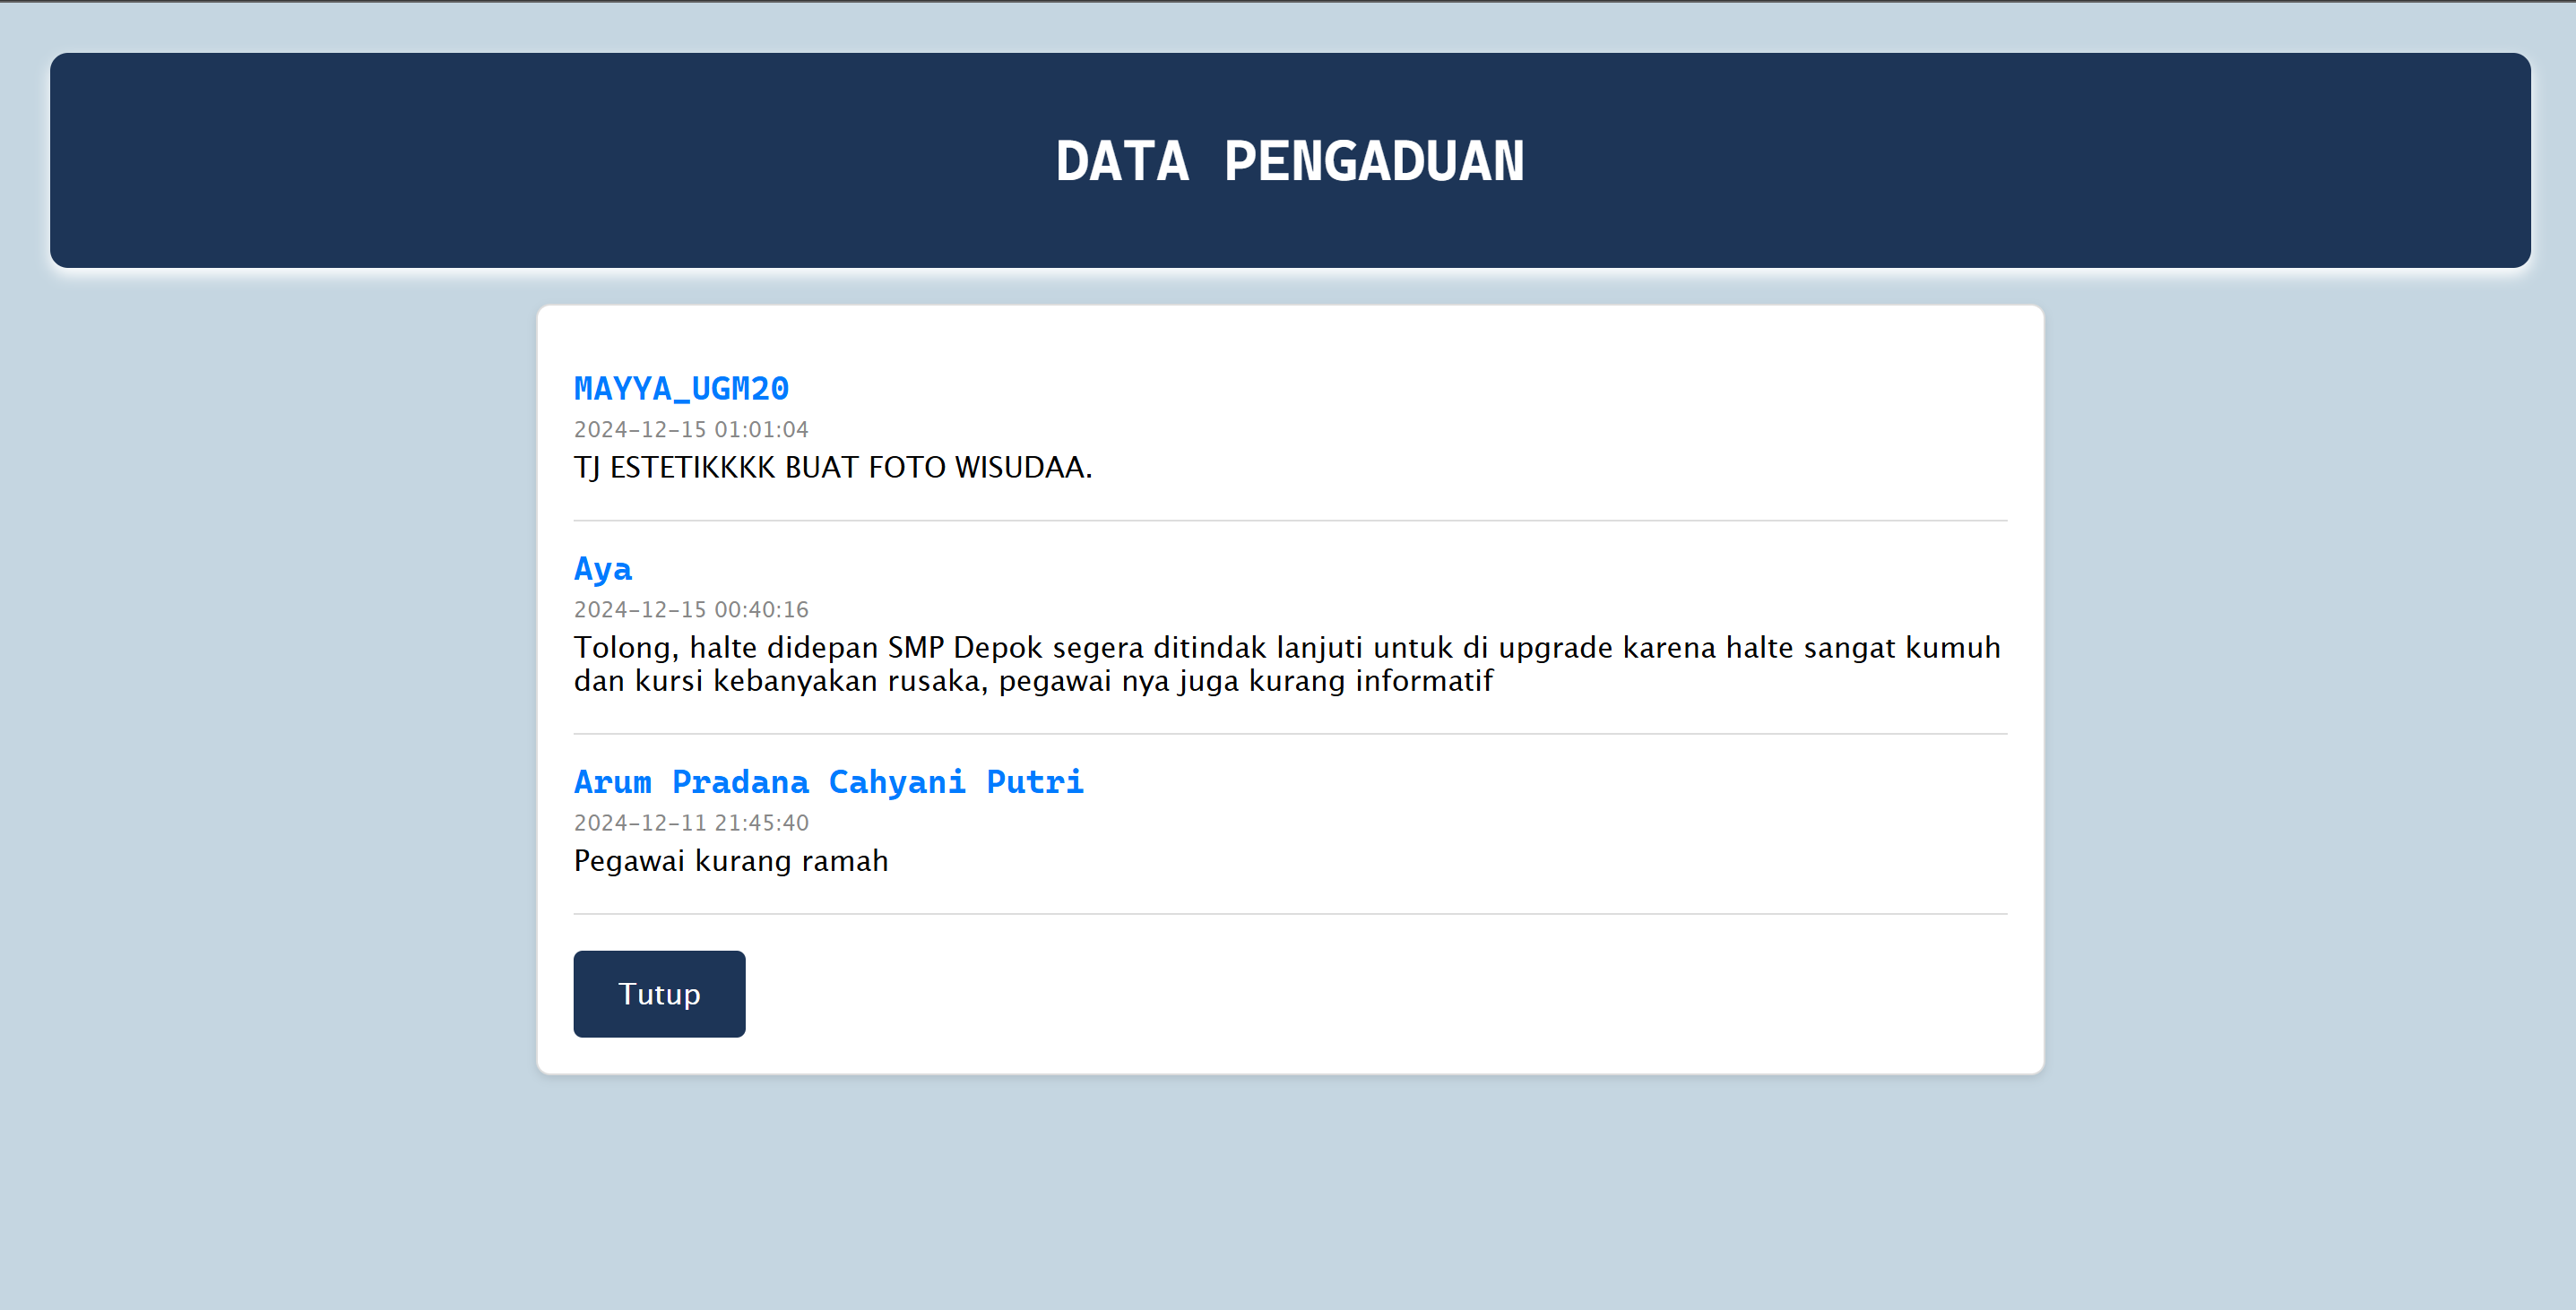 DATA PENGADUAN
MAYYA_UGM20
2024-12-15 01:01:04
TJ ESTETIKKKK BUAT FOTO WISUDAA.
Aya
2024-12-15 00:40:16
Tolong, halte didepan SMP Depok segera ditindak lanjuti untuk di upgrade karena halte sangat kumuh
dan kursi kebanyakan rusaka, pegawai nya juga kurang informatif
Arum Pradana Cahyani Putri
2024-12-11 21:45:40
Pegawai kurang ramah
Tutup